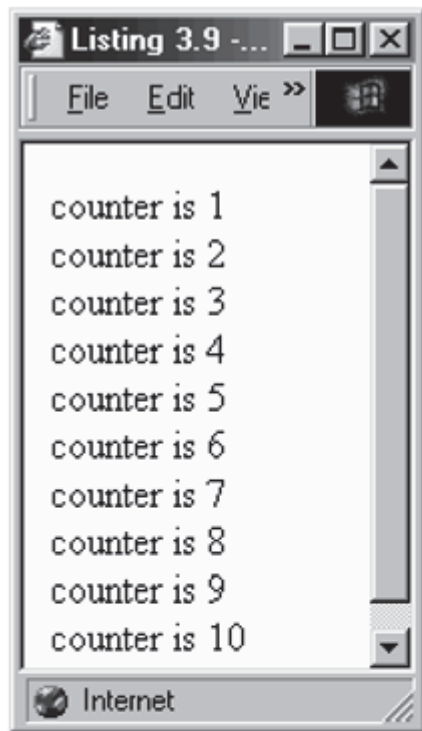 Listing 3.9 -...
File Edit Vie »
counter is 1
counter is 2
counter is 3
counter is 4
counter is 5
counter is 6
counter is 7
counter is 8
counter is 9
counter is 10
Internet